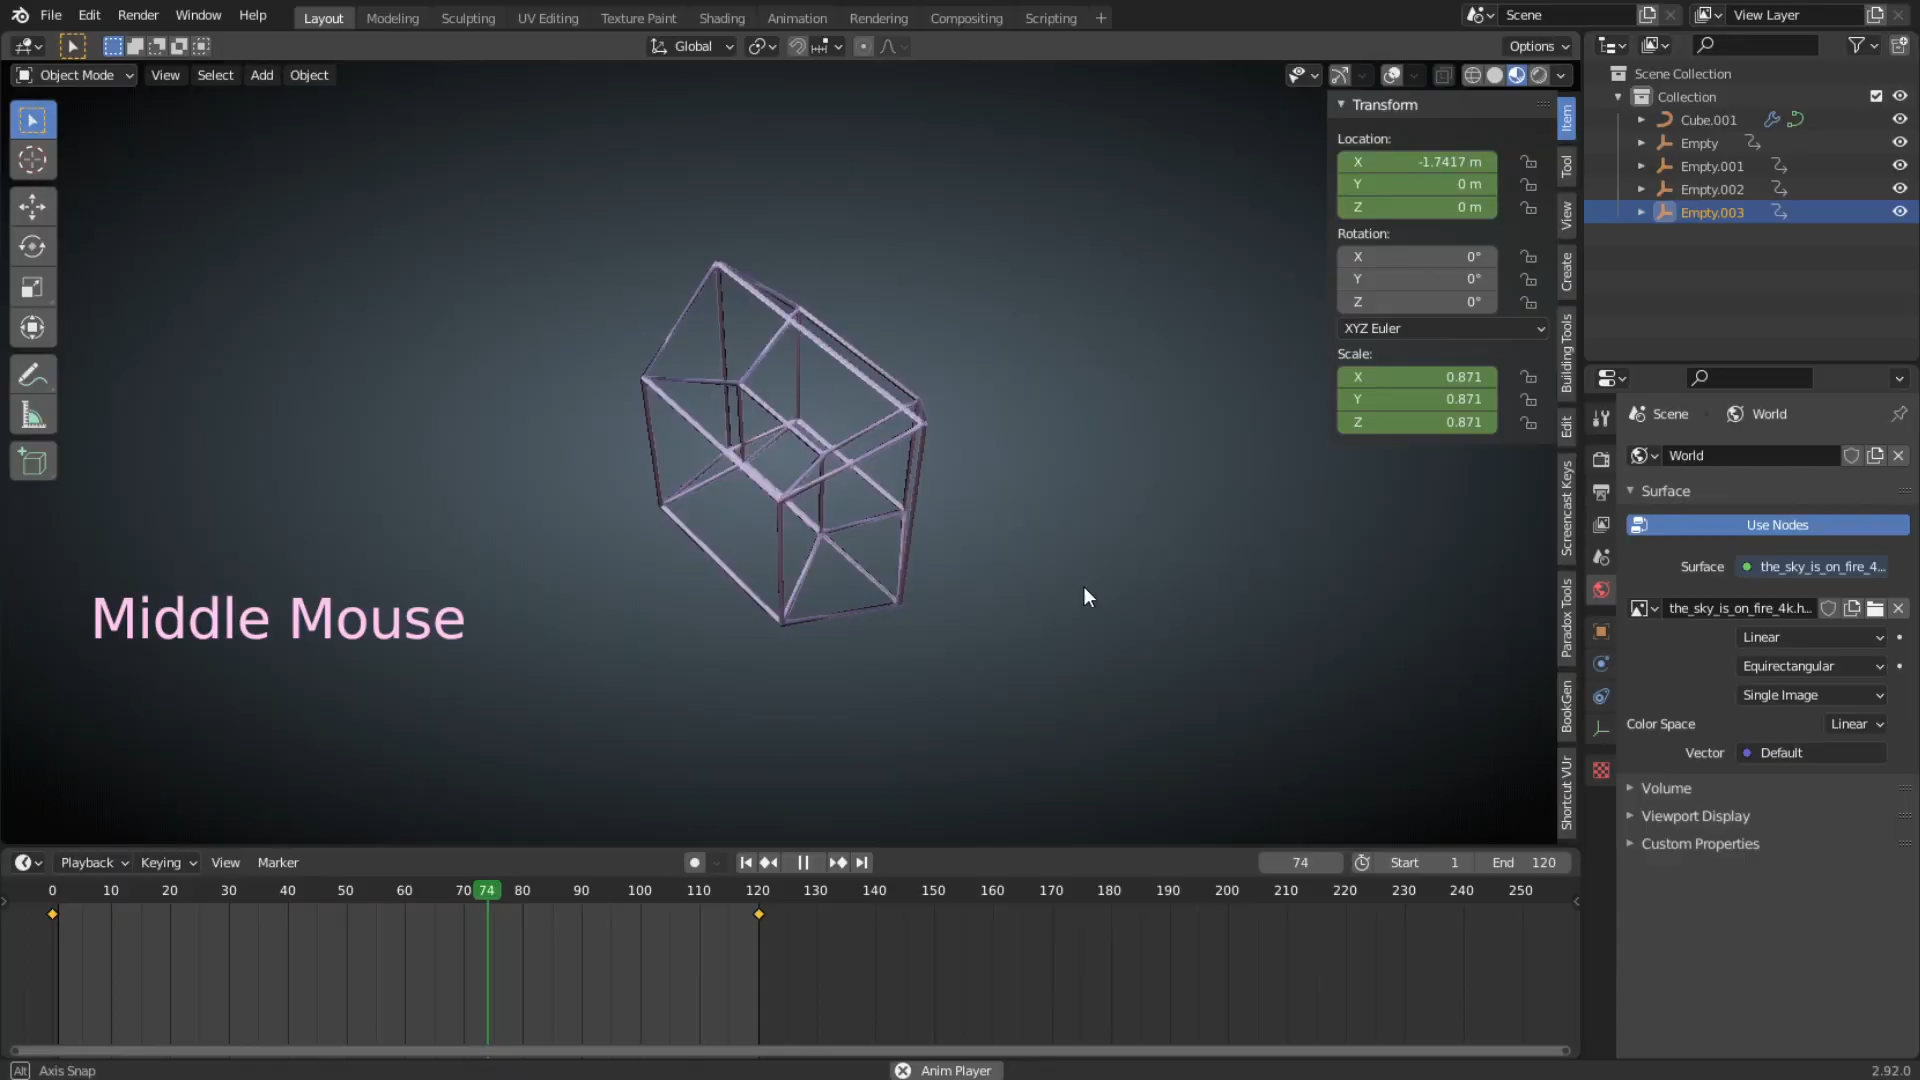 File Edit Render Window Help
Layout Modeling Sculpting UV Editing Texture Paint Shading Animation Rendering Compositing Scripting +
Scene View Layer
Global Options
Object Mode View Select Add Object
Transform
Location:
X -1.7417 m
Y 0 m
Z 0 m
Rotation:
X 0°
Y 0°
Z 0°
XYZ Euler
Scale:
X 0.871
Y 0.871
Z 0.871
Item
Tool
View
Create
Building Tools
Edit
Screencast Keys
Paradox Tools
BookGen
Shortcut VUr
Scene Collection
Collection
Cube.001
Empty
Empty.001
Empty.002
Empty.003
Scene World
World
Surface
Use Nodes
Surface the_sky_is_on_fire_4...
the_sky_is_on_fire_4k.h...
Linear
Equirectangular
Single Image
Color Space Linear
Vector Default
Volume
Viewport Display
Custom Properties
Middle Mouse
Playback Keying View Marker
74 Start 1 End 120
0 10 20 30 40 50 60 70 74 80 90 100 110 120 130 140 150 160 170 180 190 200 210 220 230 240 250
Alt Axis Snap Anim Player 2.92.0